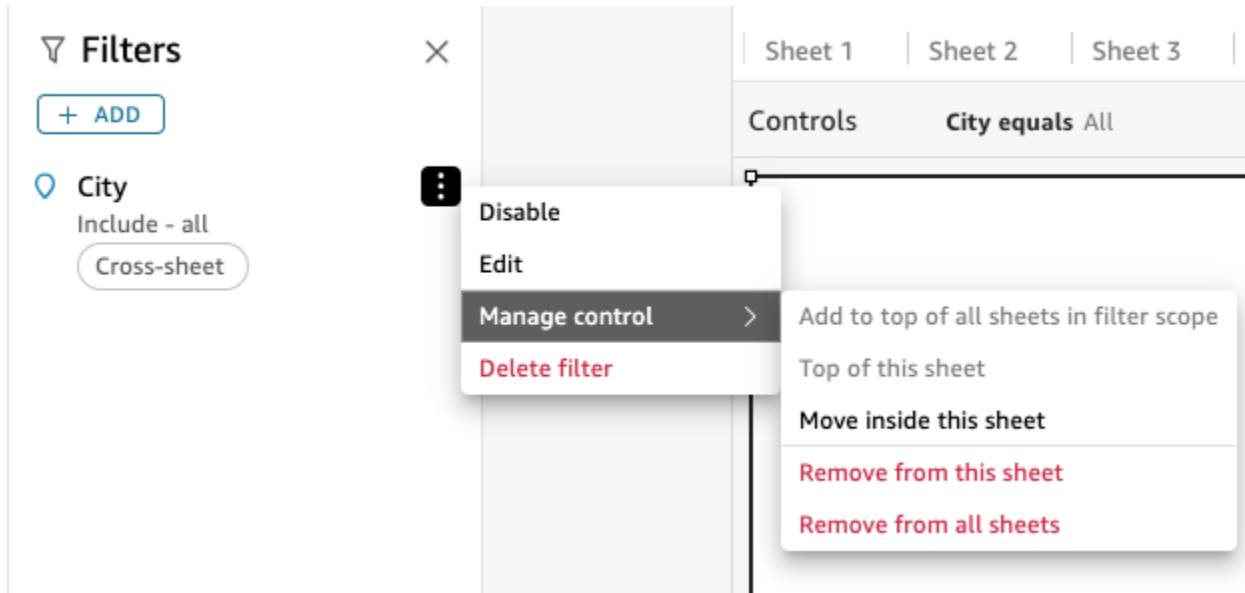 Filters
+ ADD
City
Include - all
Cross-sheet
Disable
Edit
Manage control
Delete filter
Sheet 1
Sheet 2
Sheet 3
Controls
City equals All
Add to top of all sheets in filter scope
Top of this sheet
Move inside this sheet
Remove from this sheet
Remove from all sheets